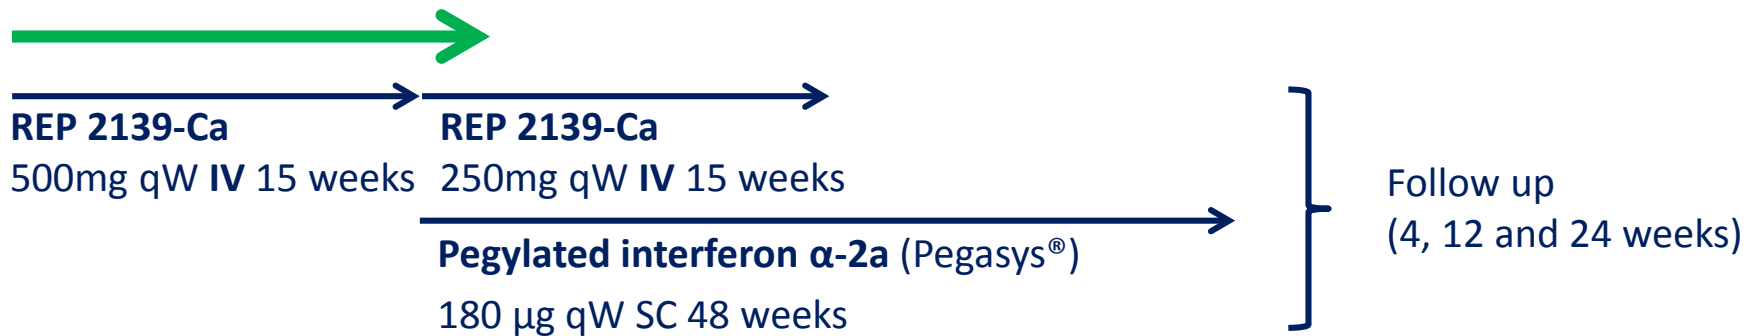 REP 2139-Ca
500mg qW IV 15 weeks
REP 2139-Ca
250mg qW IV 15 weeks
Pegylated interferon α-2a (Pegasys®)
180 µg qW SC 48 weeks
Follow up
(4, 12 and 24 weeks)